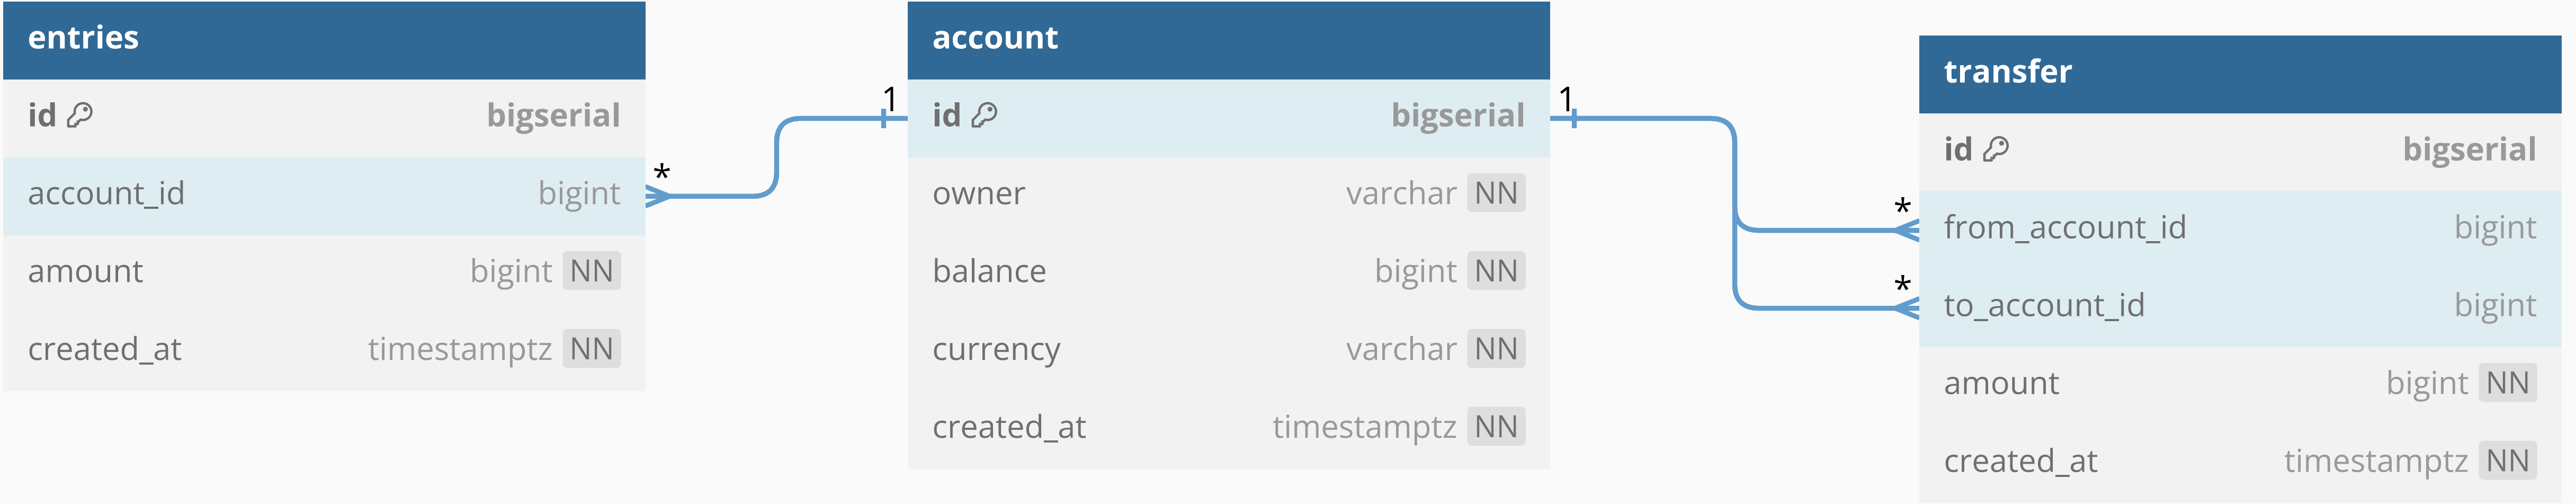 entries
id bigserial
account_id bigint
amount bigint NN
created_at timestamptz NN
1
*
account
id bigserial
owner varchar NN
balance bigint NN
currency varchar NN
created_at timestamptz NN
1
*
*
transfer
id bigserial
from_account_id bigint
to_account_id bigint
amount bigint NN
created_at timestamptz NN